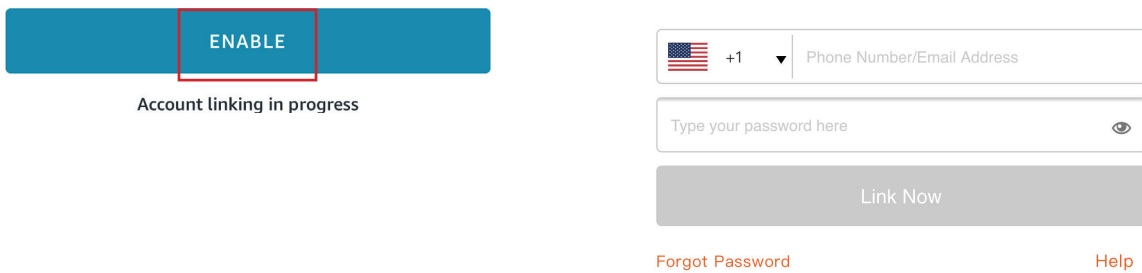 ENABLE
Account linking in progress
+1 Phone Number/Email Address
Type your password here
Link Now
Forgot Password Help